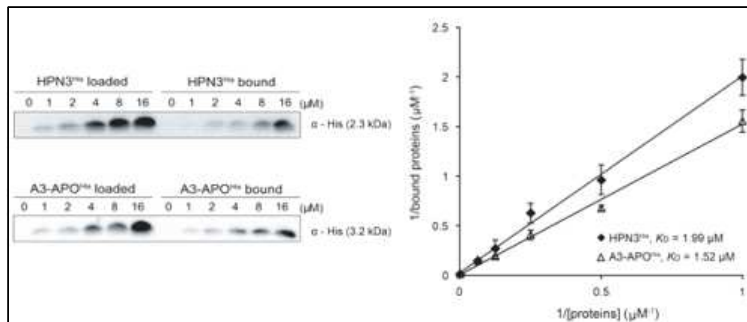 HPN3ᴴⁱˢ loaded HPN3ᴴⁱˢ bound
0 1 2 4 8 16 0 1 2 4 8 16 (μM)
α - His (2.3 kDa)
A3-APOᴴⁱˢ loaded A3-APOᴴⁱˢ bound
0 1 2 4 8 16 0 1 2 4 8 16 (μM)
α - His (3.2 kDa)
2.5
2
1.5
1
0.5
0
1/bound proteins (μM⁻¹)
HPN3ᴴⁱˢ, KD = 1.99 μM
A3-APOᴴⁱˢ, KD = 1.52 μM
0 0.5 1
1/[proteins] (μM⁻¹)